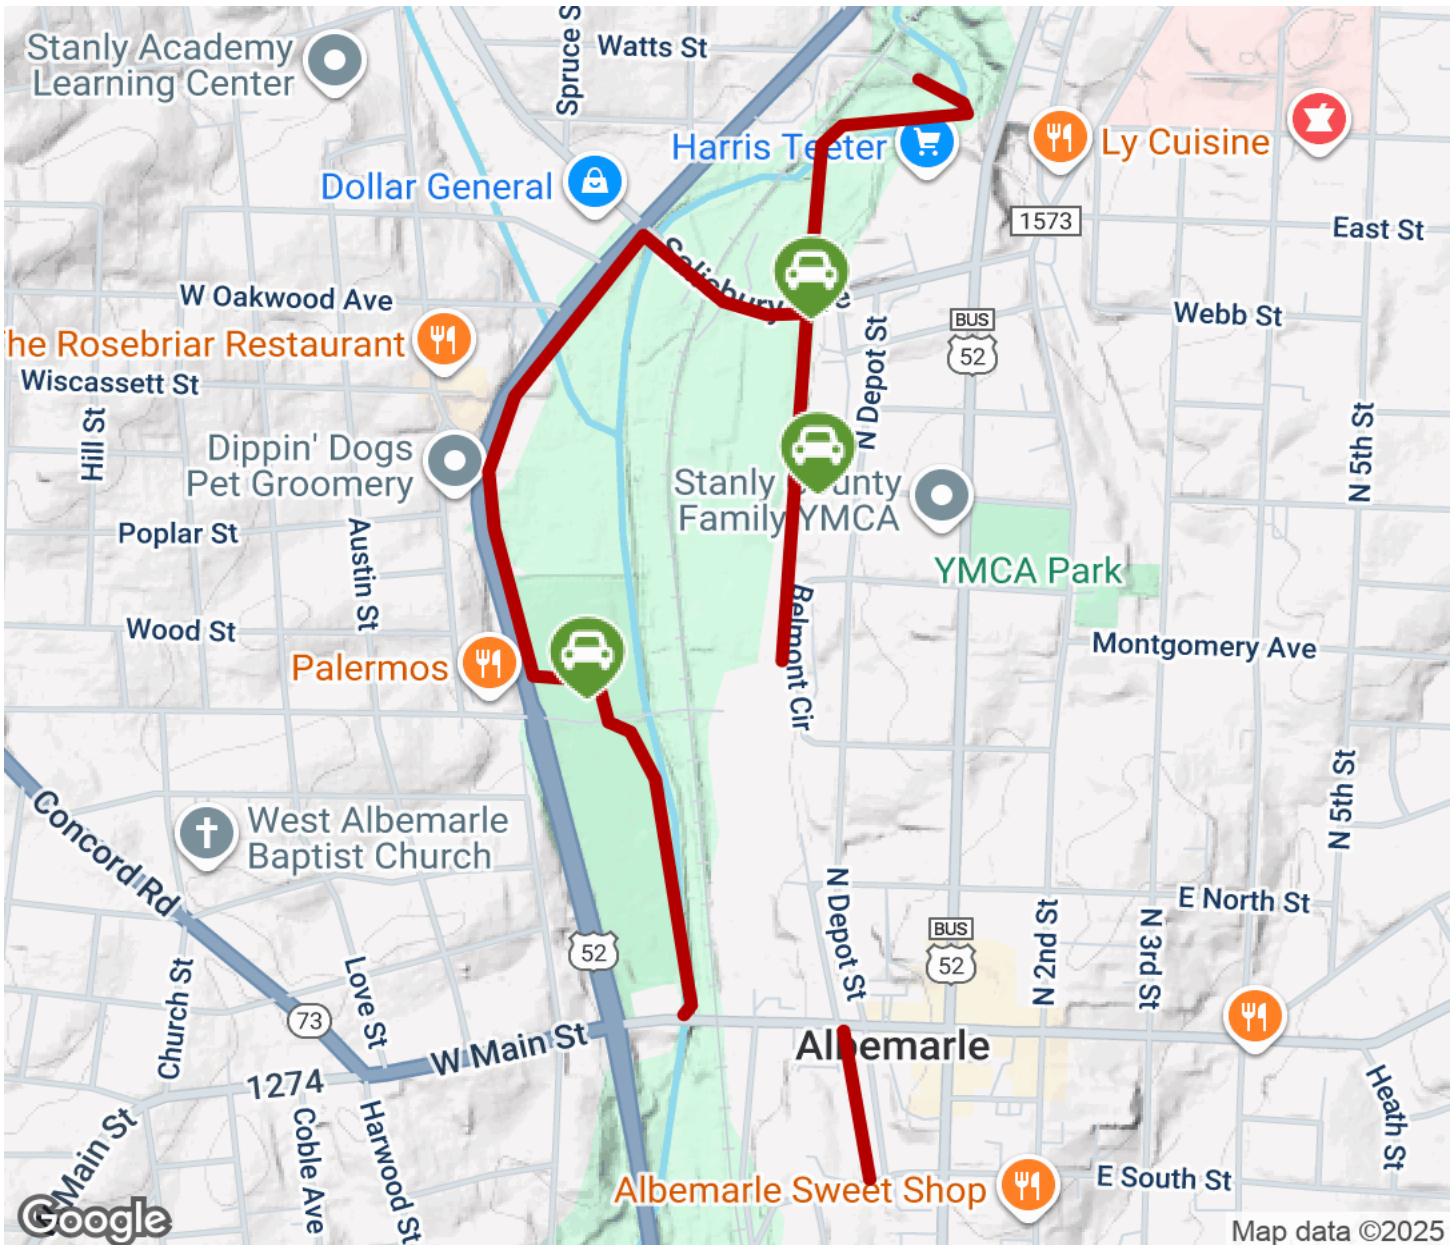 Stanly Academy
Learning Center
Spruce S
Watts St
Harris Teeter
Ly Cuisine
Dollar General
1573
East St
Salisbury Ave
W Oakwood Ave
BUS
52
Webb St
he Rosebriar Restaurant
Wiscassett St
N Depot St
Hill St
N 5th St
Dippin' Dogs
Pet Groomery
Stanly County
Family YMCA
Poplar St
Austin St
YMCA Park
Wood St
Belmont Cir
Montgomery Ave
Palermos
N 5th St
Concord Rd
West Albemarle
Baptist Church
N Depot St
E North St
BUS
52
52
N 2nd St
N 3rd St
Church St
Love St
73
W Main St
Albemarle
1274
Main St
Coble Ave
Harwood St
Heath St
Albemarle Sweet Shop
E South St
Google
Map data ©2025